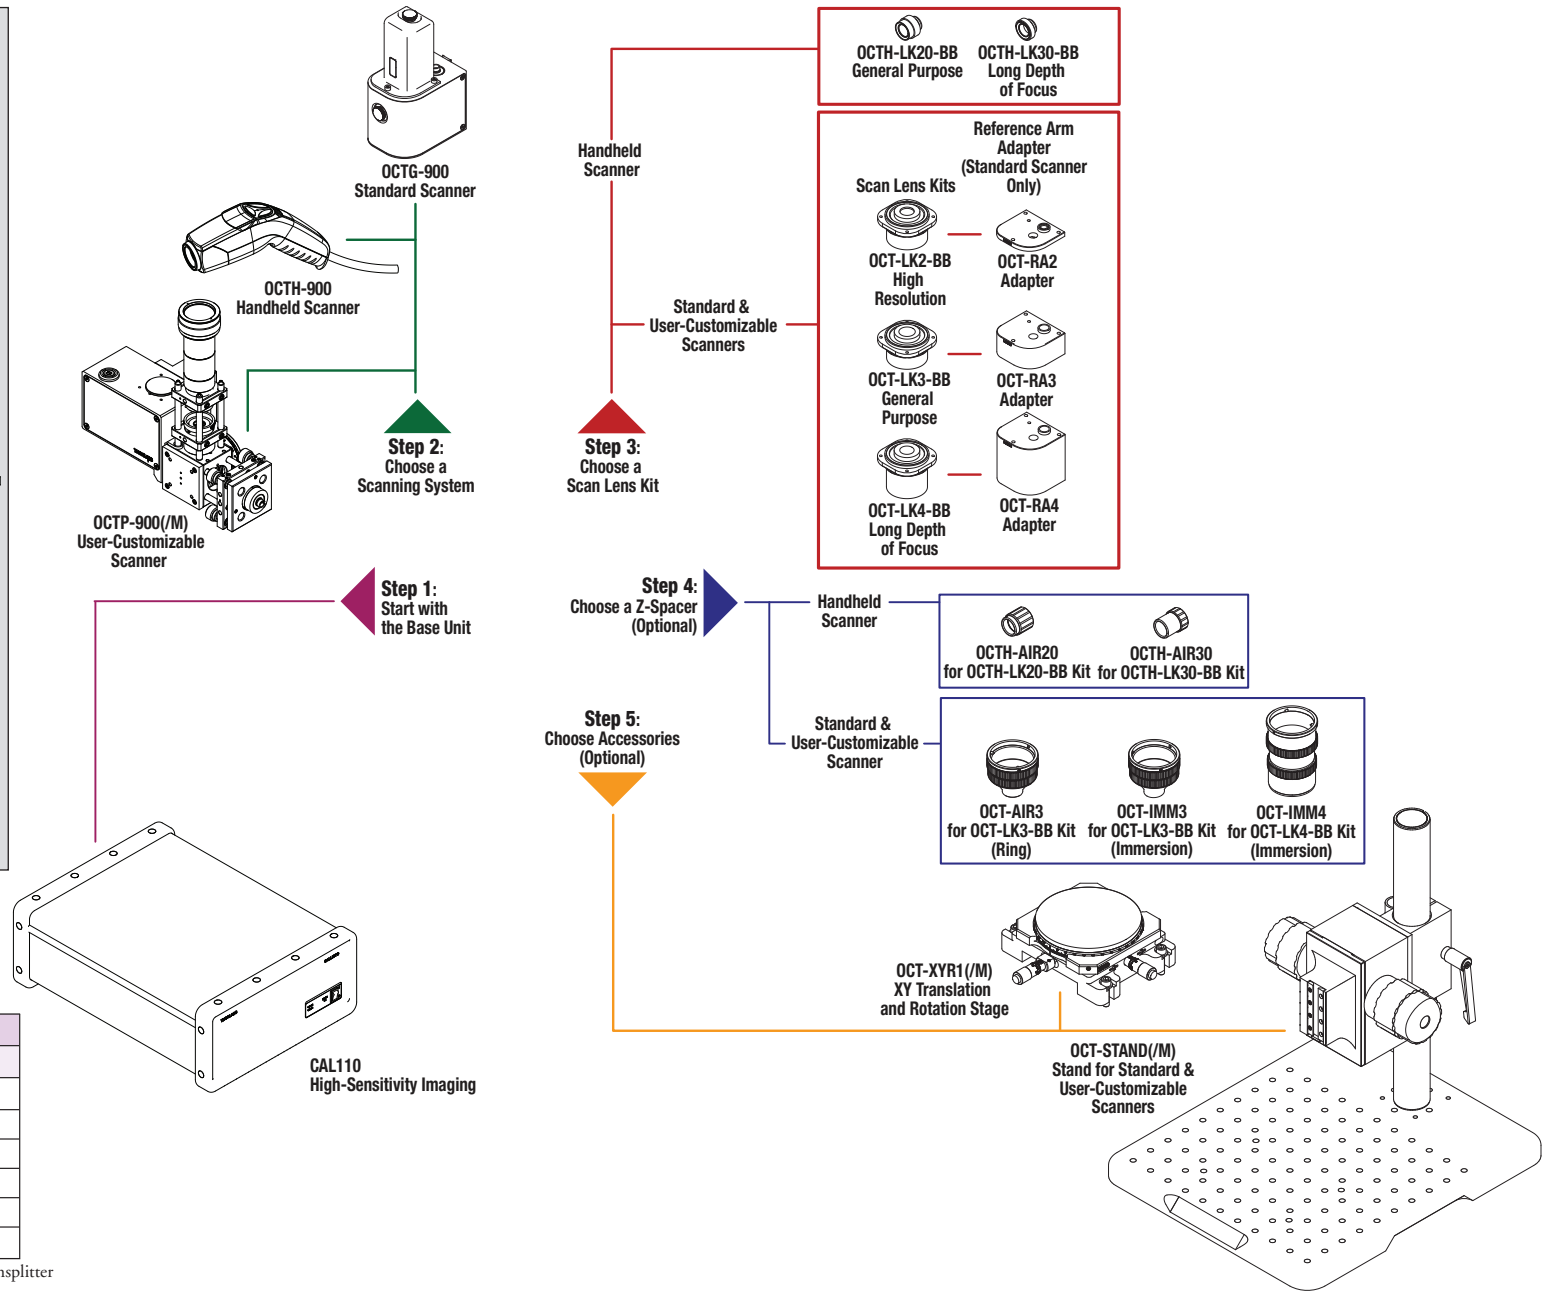 OCTG-900
Standard Scanner
OCTH-900
Handheld Scanner
OCTP-900(/M)
User-Customizable
Scanner
Step 2:
Choose a
Scanning System
Step 1:
Start with
the Base Unit
CAL110
High-Sensitivity Imaging
nsplitter
Step 3:
Choose a
Scan Lens Kit
Handheld
Scanner
OCTH-LK20-BB
General Purpose
OCTH-LK30-BB
Long Depth
of Focus
Standard &
User-Customizable
Scanners
Scan Lens Kits
Reference Arm
Adapter
(Standard Scanner
Only)
OCT-LK2-BB
High
Resolution
OCT-RA2
Adapter
OCT-LK3-BB
General
Purpose
OCT-RA3
Adapter
OCT-LK4-BB
Long Depth
of Focus
OCT-RA4
Adapter
Step 4:
Choose a Z-Spacer
(Optional)
Handheld
Scanner
OCTH-AIR20
for OCTH-LK20-BB Kit
OCTH-AIR30
for OCTH-LK30-BB Kit
Standard &
User-Customizable
Scanner
OCT-AIR3
for OCT-LK3-BB Kit
(Ring)
OCT-IMM3
for OCT-LK3-BB Kit
(Immersion)
OCT-IMM4
for OCT-LK4-BB Kit
(Immersion)
Step 5:
Choose Accessories
(Optional)
OCT-XYR1(/M)
XY Translation
and Rotation Stage
OCT-STAND(/M)
Stand for Standard &
User-Customizable
Scanners